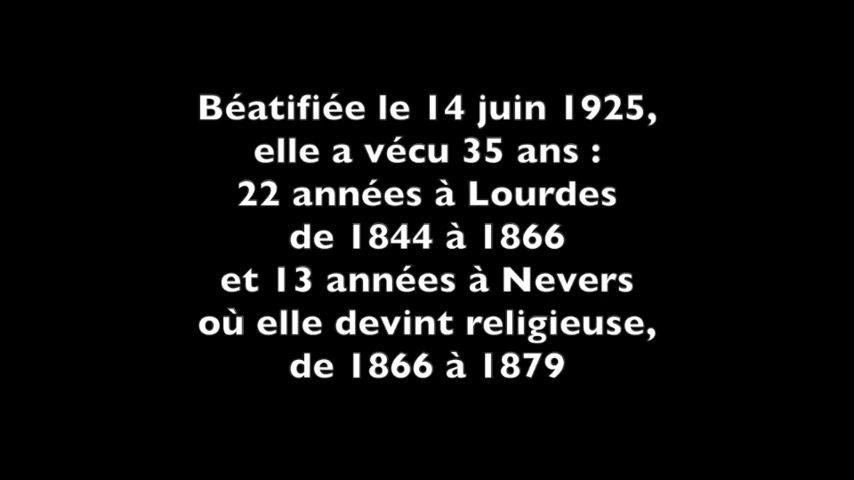 Béatifiée le 14 juin 1925,
elle a vécu 35 ans :
22 années à Lourdes
de 1844 à 1866
et 13 années à Nevers
où elle devint religieuse,
de 1866 à 1879